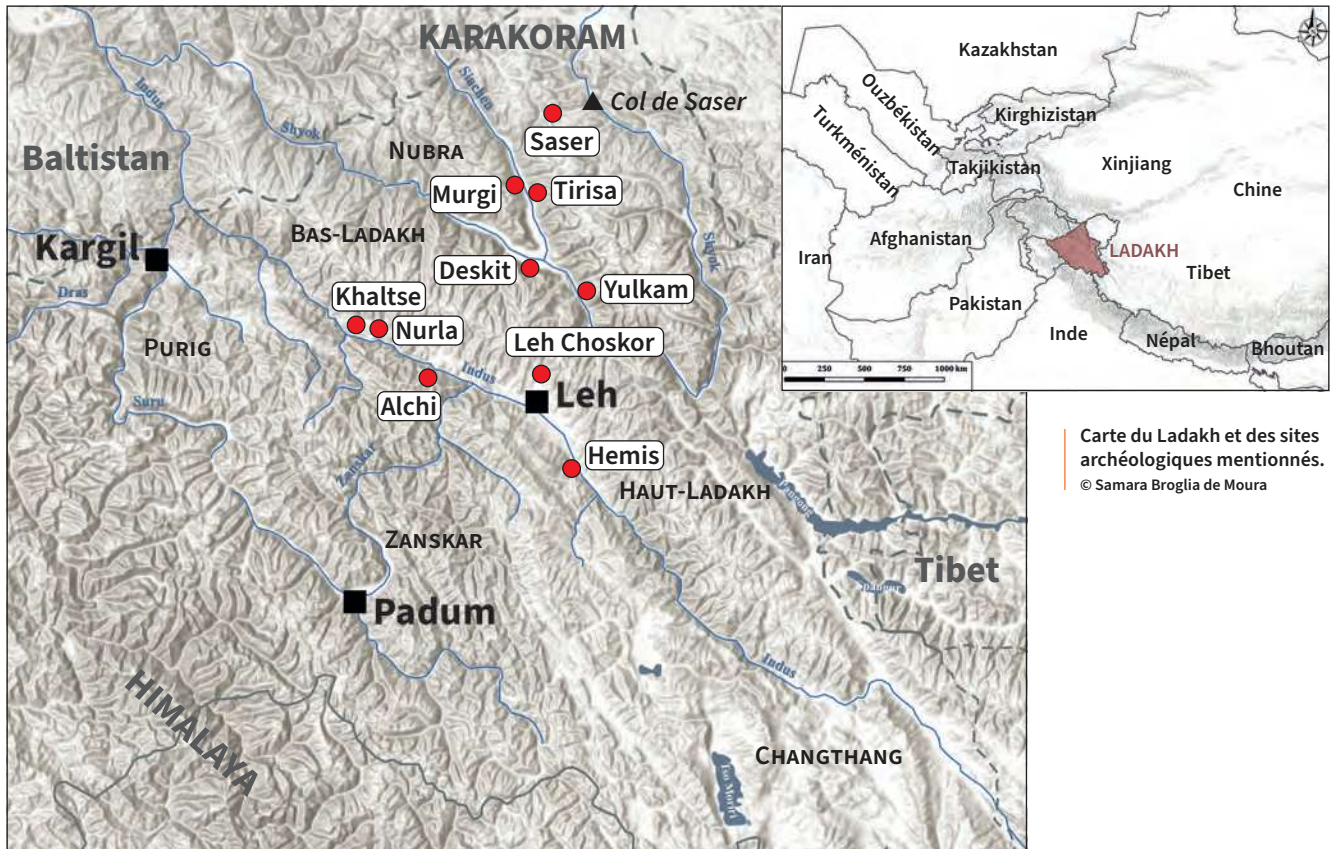 KARAKORAM
Indus
Siachen
Col de Saser
Saser
Shyok
NUBRA
Baltistan
Murgi
Tirisa
BAS-LADAKH
Kargil
Deskit
Shyok
Yulkam
Dras
Khaltse
Nurla
Leh Choskor
PURIG
Indus
Alchi
Leh
Suru
Hemis
Zanskar
HAUT-LADAKH
ZANSKAR
Tibet
Padum
Indus
HIMALAYA
CHANGTHANG
Tso Moriri
Kazakhstan
Ouzbékistan
Kirghizistan
Turkménistan
Takjikistan
Xinjiang
Chine
Afghanistan
Iran
LADAKH
Tibet
Pakistan
Inde
Népal
Bhoutan
0 250 500 750 1000 km
Carte du Ladakh et des sites
archéologiques mentionnés.
© Samara Broglia de Moura